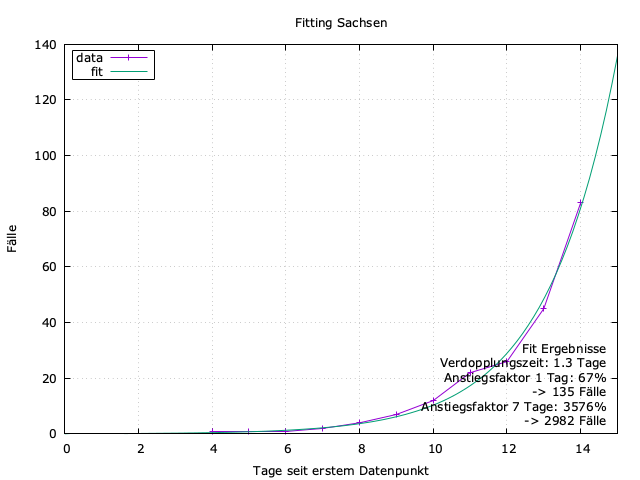 Fitting Sachsen
data
fit
140
120
100
80
60
40
20
0
Fälle
Fit Ergebnisse
Verdopplungszeit: 1.3 Tage
Anstiegsfaktor 1 Tag: 67%
-> 135 Fälle
Anstiegsfaktor 7 Tage: 3576%
-> 2982 Fälle
0 2 4 6 8 10 12 14
Tage seit erstem Datenpunkt